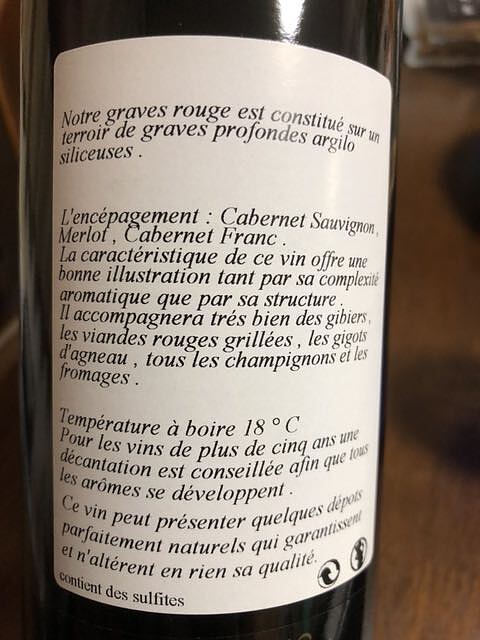 Notre graves rouge est constitué sur un
terroir de graves profondes argilo
siliceuses .
L'encépagement : Cabernet Sauvignon,
Merlot , Cabernet Franc .
La caractéristique de ce vin offre une
bonne illustration tant par sa complexité
aromatique que par sa structure .
Il accompagnera trés bien des gibiers ,
les viandes rouges grillées , les gigots
d'agneau , tous les champignons et les
fromages .
Température à boire 18 ° C
Pour les vins de plus de cinq ans une
décantation est conseillée afin que tous
les arômes se développent .
Ce vin peut présenter quelques dépots
parfaitement naturels qui garantissent
et n'altérent en rien sa qualité.
contient des sulfites